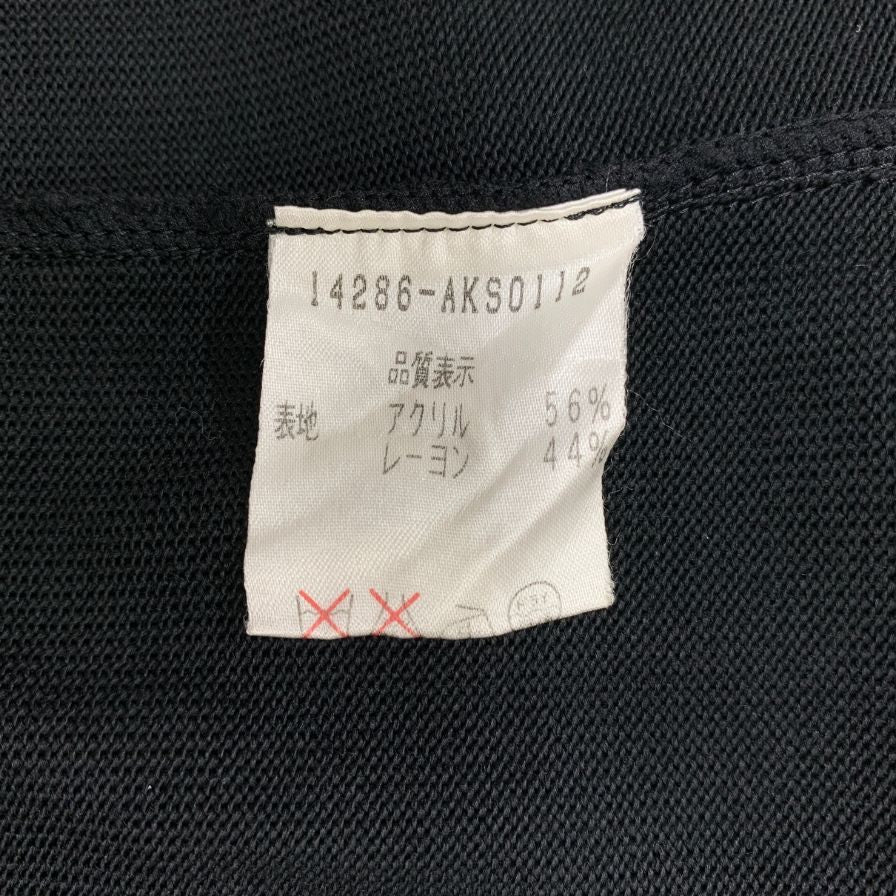 14286-AKS0112
品質表示
表地 アクリル 56%
レーヨン 44%